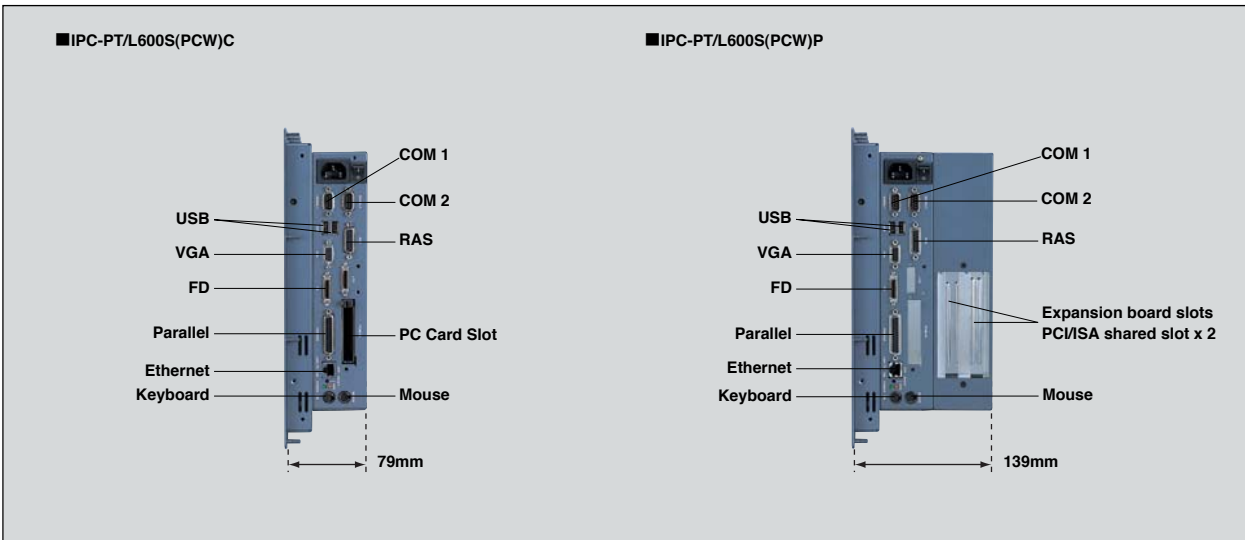 ■IPC-PT/L600S(PCW)C
COM 1
COM 2
USB
RAS
VGA
FD
Parallel
PC Card Slot
Ethernet
Keyboard
Mouse
79mm
■IPC-PT/L600S(PCW)P
COM 1
COM 2
USB
RAS
VGA
FD
Expansion board slots
PCI/ISA shared slot x 2
Parallel
Ethernet
Keyboard
Mouse
139mm